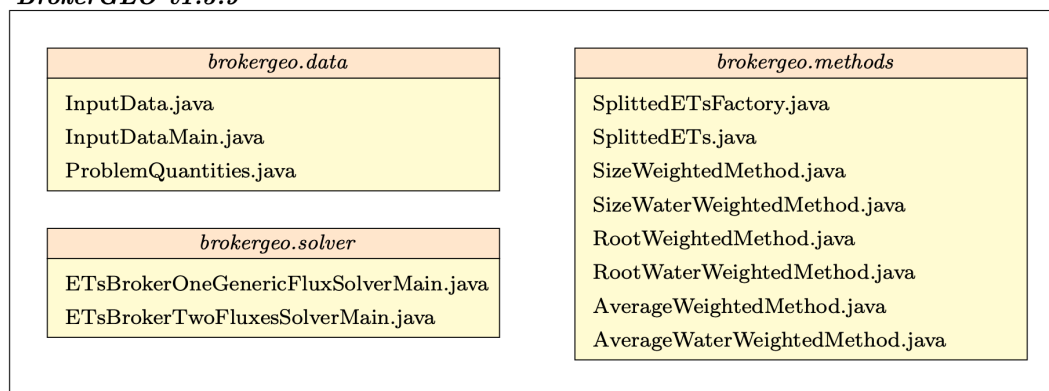 BrokerGEO v1.3.9
brokergeo.data
InputData.java
InputDataMain.java
ProblemQuantities.java
brokergeo.solver
ETsBrokerOneGenericFluxSolverMain.java
ETsBrokerTwoFluxesSolverMain.java
brokergeo.methods
SplittedETsFactory.java
SplittedETs.java
SizeWeightedMethod.java
SizeWaterWeightedMethod.java
RootWeightedMethod.java
RootWaterWeightedMethod.java
AverageWeightedMethod.java
AverageWaterWeightedMethod.java